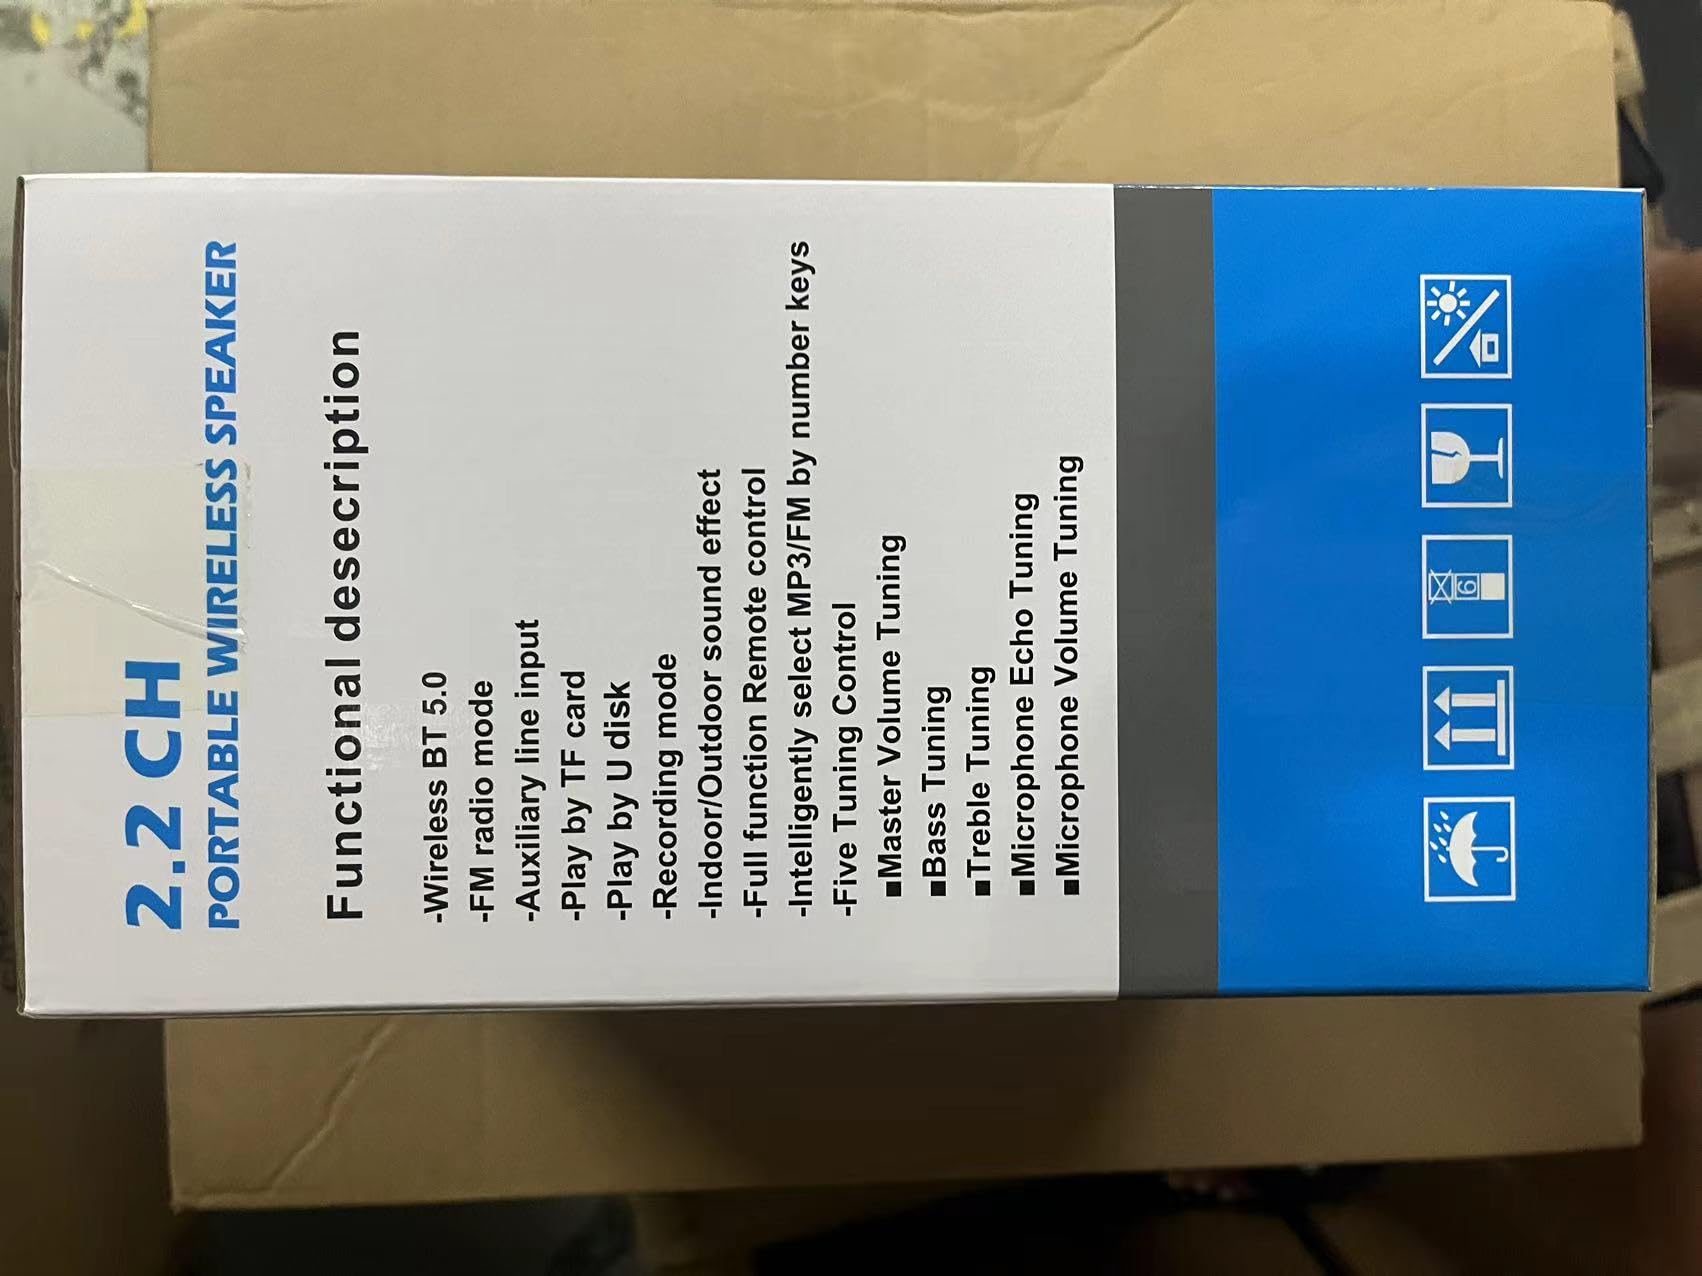 2.2 CH
PORTABLE WIRELESS SPEAKER
Functional desecription
-Wireless BT 5.0
-FM radio mode
-Auxiliary line input
-Play by TF card
-Play by U disk
-Recording mode
-Indoor/Outdoor sound effect
-Full function Remote control
-Intelligently select MP3/FM by number keys
-Five Tuning Control
■Master Volume Tuning
■Bass Tuning
■Treble Tuning
■Microphone Echo Tuning
■Microphone Volume Tuning
6